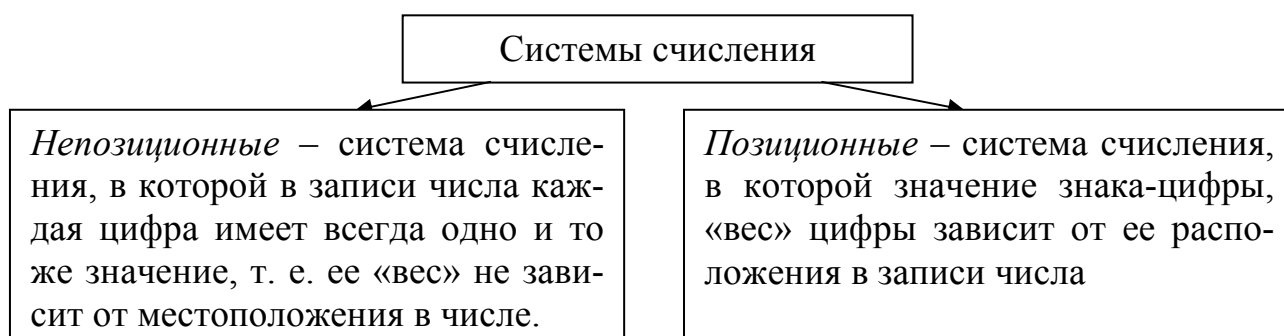 Системы счисления
Непозиционные – система счисле-
ния, в которой в записи числа каж-
дая цифра имеет всегда одно и то
же значение, т. е. ее «вес» не зави-
сит от местоположения в числе.
Позиционные – система счисления,
в которой значение знака-цифры,
«вес» цифры зависит от ее распо-
ложения в записи числа